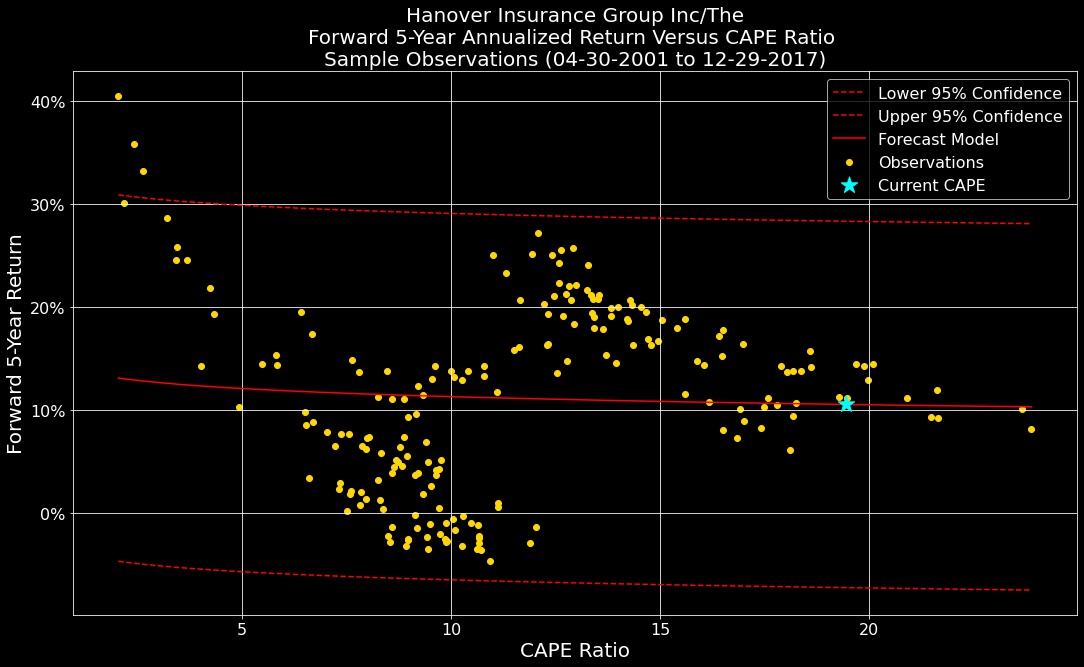 Hanover Insurance Group Inc/The
Forward 5-Year Annualized Return Versus CAPE Ratio
Sample Observations (04-30-2001 to 12-29-2017)
Lower 95% Confidence
Upper 95% Confidence
Forecast Model
Observations
Current CAPE
Forward 5-Year Return
40%
30%
20%
10%
0%
5
10
15
20
CAPE Ratio